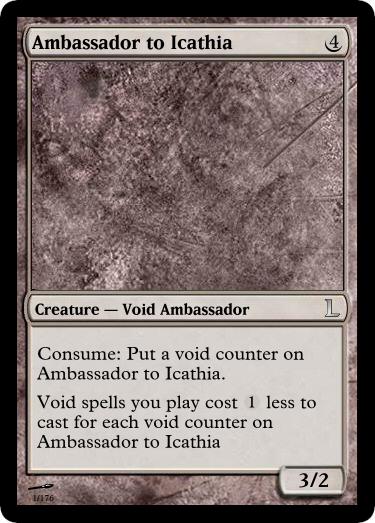 Ambassador to Icathia 4
Creature — Void Ambassador L
Consume: Put a void counter on
Ambassador to Icathia.
Void spells you play cost 1 less to
cast for each void counter on
Ambassador to Icathia
3/2
1/176